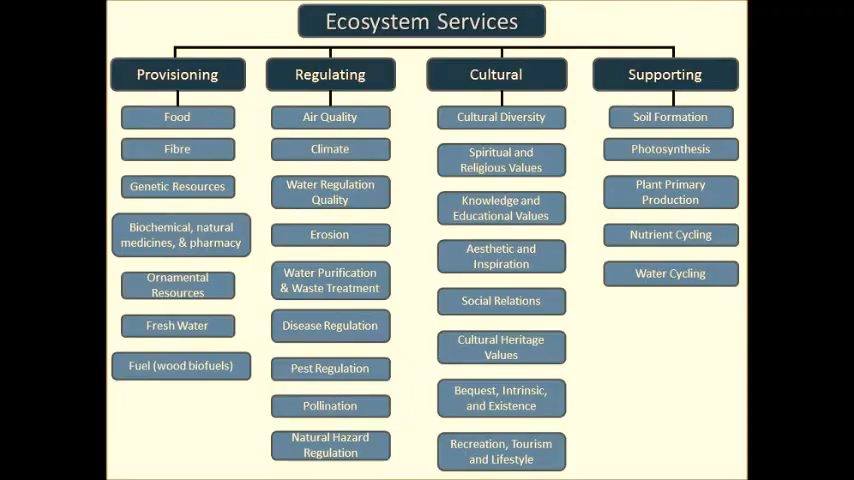 Ecosystem Services
Provisioning
Food
Fibre
Genetic Resources
Biochemical, natural
medicines, & pharmacy
Ornamental
Resources
Fresh Water
Fuel (wood biofuels)
Regulating
Air Quality
Climate
Water Regulation
Quality
Erosion
Water Purification
& Waste Treatment
Disease Regulation
Pest Regulation
Pollination
Natural Hazard
Regulation
Cultural
Cultural Diversity
Spiritual and
Religious Values
Knowledge and
Educational Values
Aesthetic and
Inspiration
Social Relations
Cultural Heritage
Values
Bequest, Intrinsic,
and Existence
Recreation, Tourism
and Lifestyle
Supporting
Soil Formation
Photosynthesis
Plant Primary
Production
Nutrient Cycling
Water Cycling